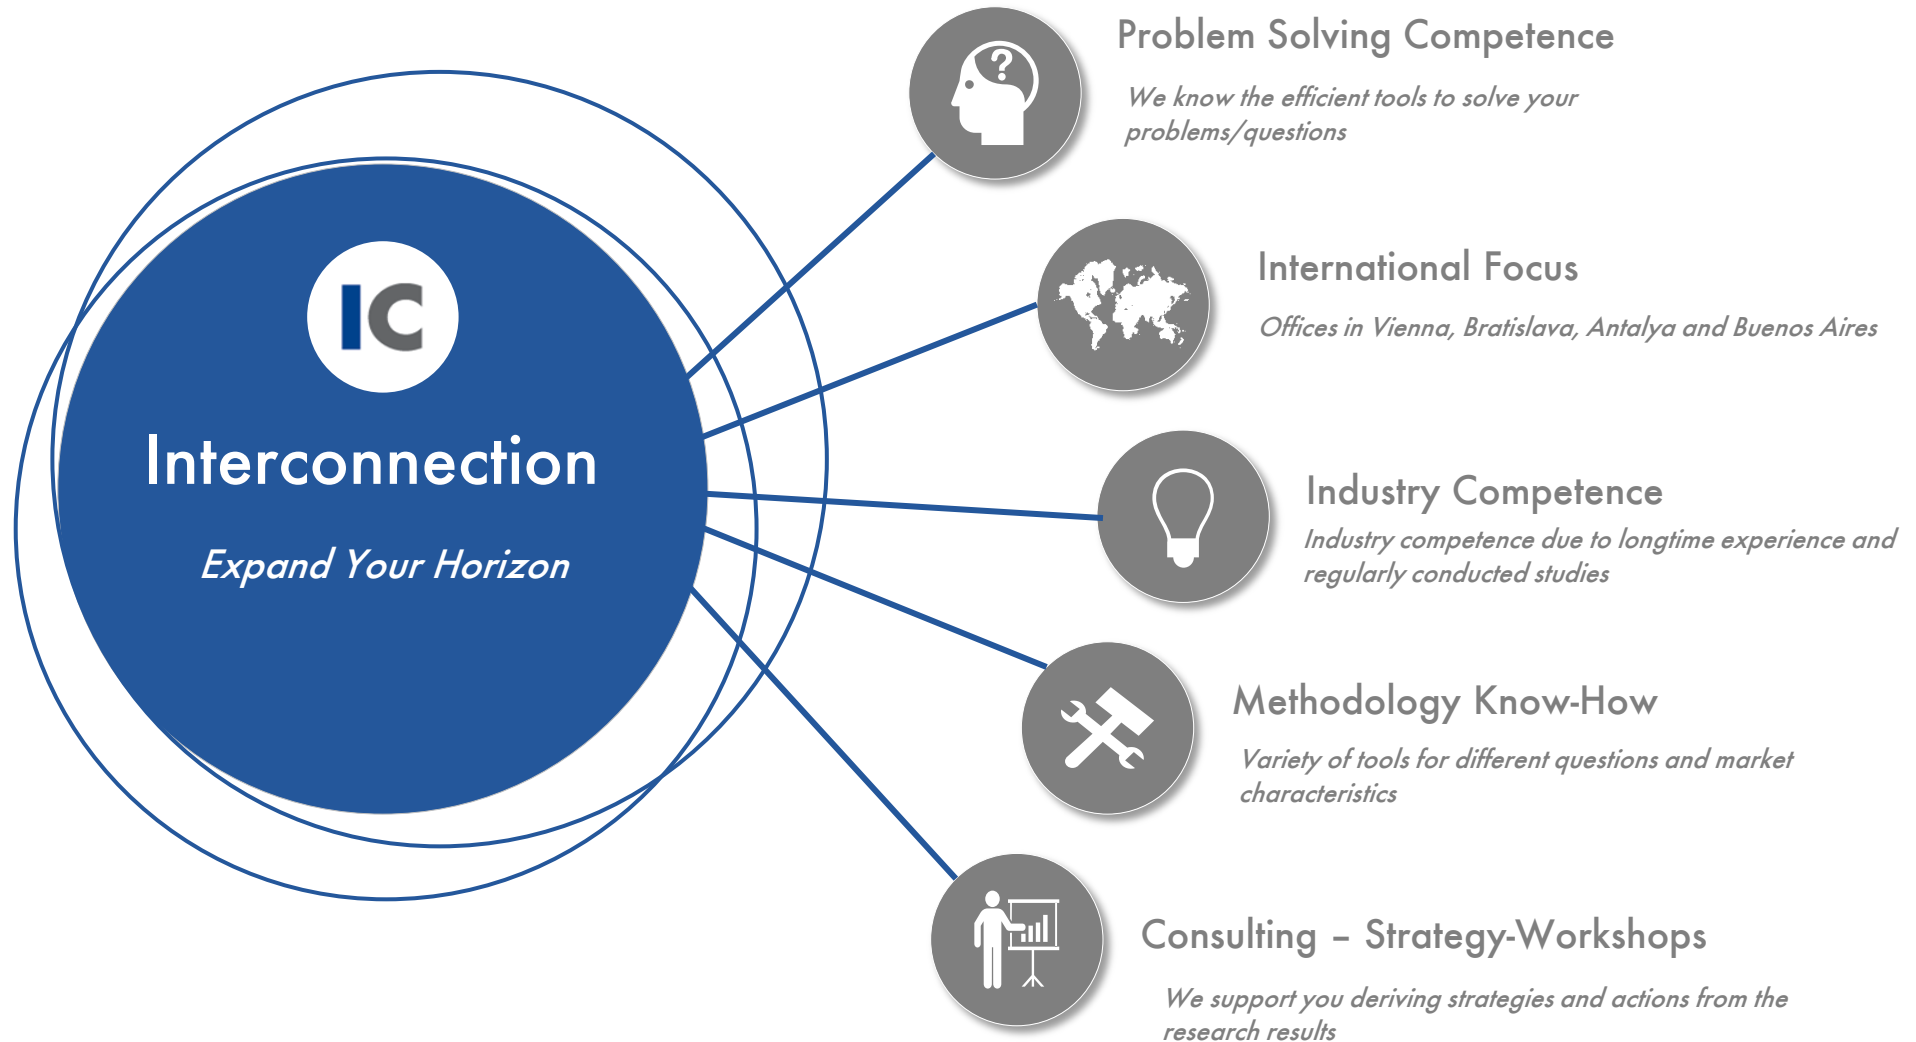 IC
Interconnection
Expand Your Horizon
?
Problem Solving Competence
We know the efficient tools to solve your
problems/questions
International Focus
Offices in Vienna, Bratislava, Antalya and Buenos Aires
Industry Competence
Industry competence due to longtime experience and
regularly conducted studies
Methodology Know-How
Variety of tools for different questions and market
characteristics
Consulting – Strategy-Workshops
We support you deriving strategies and actions from the
research results